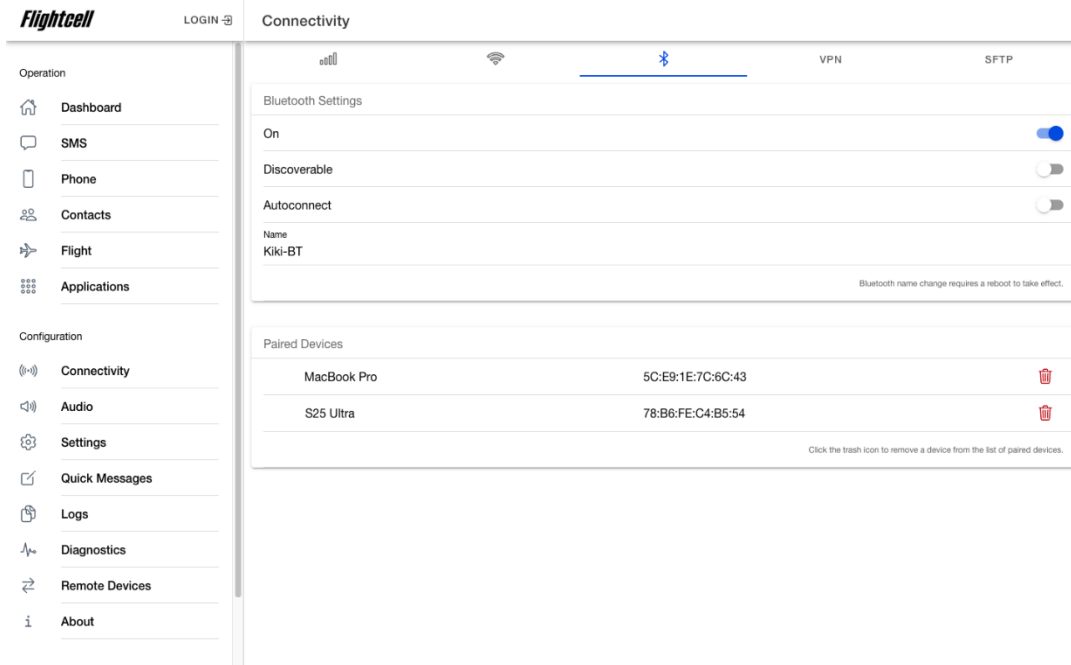 Flightcell
LOGIN
Connectivity
VPN
SFTP
Operation
Dashboard
SMS
Phone
Contacts
Flight
Applications
Configuration
Connectivity
Audio
Settings
Quick Messages
Logs
Diagnostics
Remote Devices
About
Bluetooth Settings
On
Discoverable
Autoconnect
Name
Kiki-BT
Bluetooth name change requires a reboot to take effect.
Paired Devices
MacBook Pro 5C:E9:1E:7C:6C:43
S25 Ultra 78:B6:FE:C4:B5:54
Click the trash icon to remove a device from the list of paired devices.